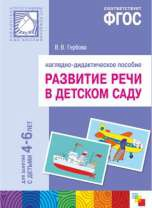 СООТВЕТСТВУЕТ
ФГОС
В. В. Гербова
НАГЛЯДНО-ДИДАКТИЧЕСКОЕ ПОСОБИЕ
РАЗВИТИЕ РЕЧИ
В ДЕТСКОМ САДУ
ДЛЯ ЗАНЯТИЙ
С ДЕТЬМИ 4-6 ЛЕТ